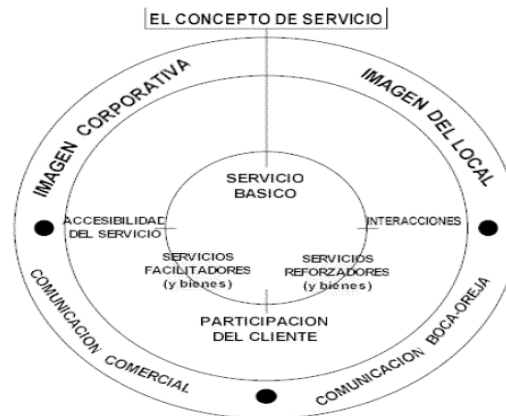 EL CONCEPTO DE SERVICIO
IMAGEN CORPORATIVA
IMAGEN DEL LOCAL
SERVICIO
BASICO
ACCESIBILIDAD
DEL SERVICIO
INTERACCIONES
SERVICIOS
FACILITADORES
(y bienes)
SERVICIOS
REFORZADORES
(y bienes)
PARTICIPACION
DEL CLIENTE
COMUNICACION COMERCIAL
COMUNICACION BOCA-OREJA